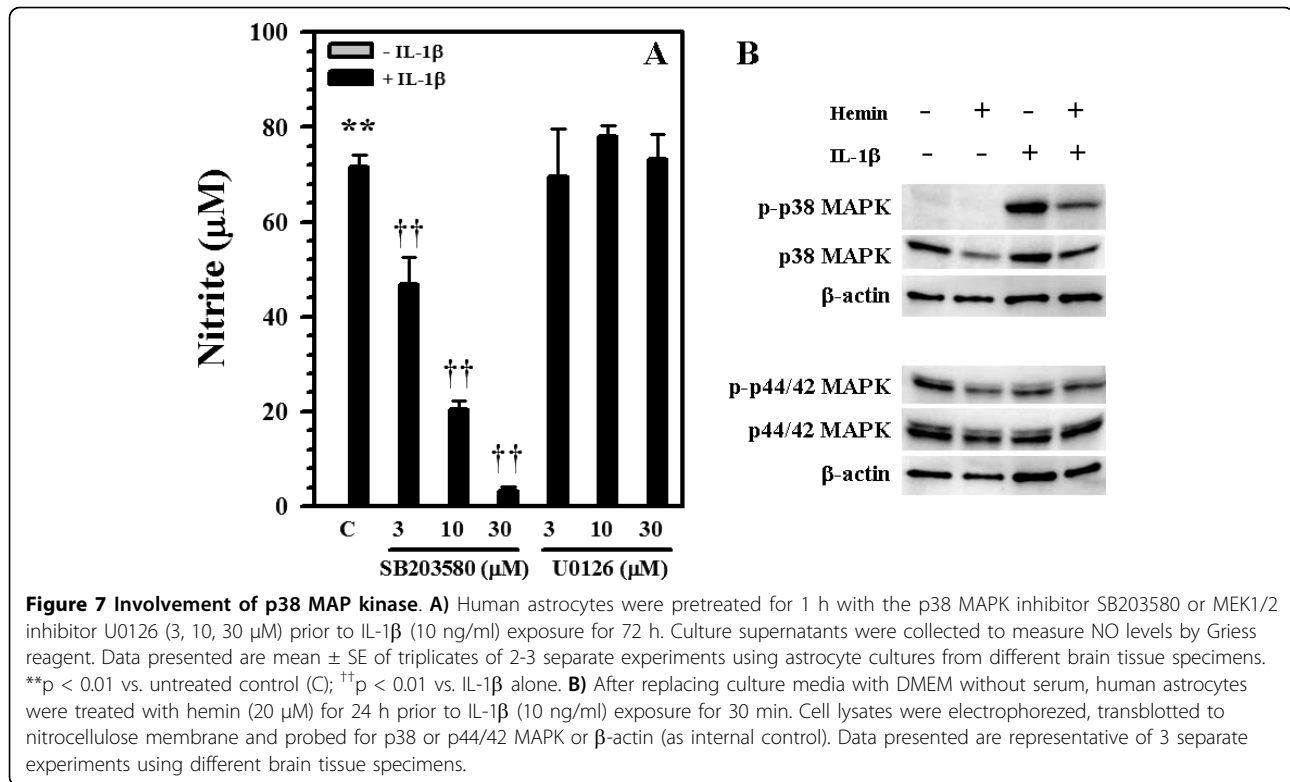 100
80
60
40
20
0
Nitrite (μM)
- IL-1β
+ IL-1β
A
**
††
††
††
C 3 10 30 3 10 30
SB203580 (μM) U0126 (μM)
B
Hemin - + - +
IL-1β - - + +
p-p38 MAPK
p38 MAPK
β-actin
p-p44/42 MAPK
p44/42 MAPK
β-actin
Figure 7 Involvement of p38 MAP kinase. A) Human astrocytes were pretreated for 1 h with the p38 MAPK inhibitor SB203580 or MEK1/2
inhibitor U0126 (3, 10, 30 μM) prior to IL-1β (10 ng/ml) exposure for 72 h. Culture supernatants were collected to measure NO levels by Griess
reagent. Data presented are mean ± SE of triplicates of 2-3 separate experiments using astrocyte cultures from different brain tissue specimens.
**p < 0.01 vs. untreated control (C); ††p < 0.01 vs. IL-1β alone. B) After replacing culture media with DMEM without serum, human astrocytes
were treated with hemin (20 μM) for 24 h prior to IL-1β (10 ng/ml) exposure for 30 min. Cell lysates were electrophorezed, transblotted to
nitrocellulose membrane and probed for p38 or p44/42 MAPK or β-actin (as internal control). Data presented are representative of 3 separate
experiments using different brain tissue specimens.